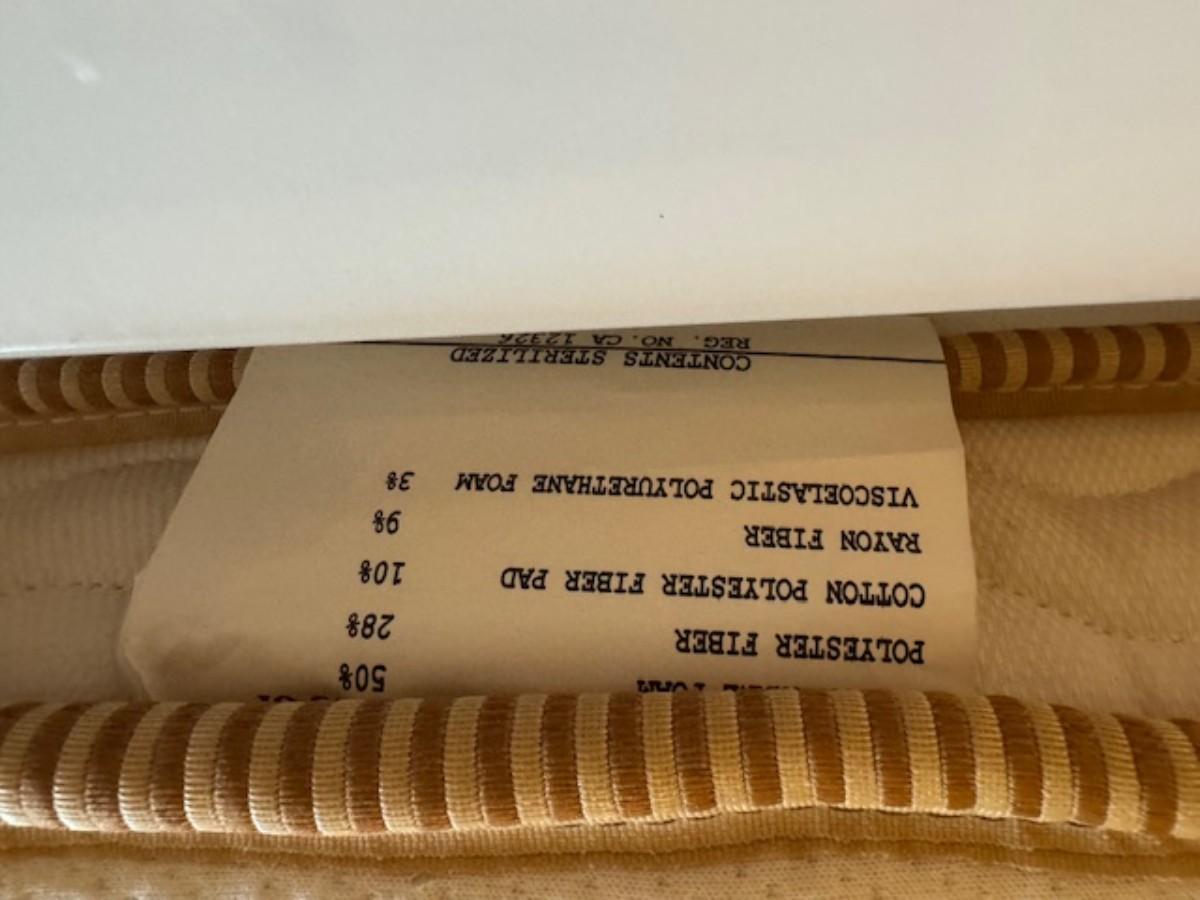 50%
POLYESTER FIBER 28%
COTTON POLYESTER FIBER PAD 10%
RAYON FIBER 9%
VISCOELASTIC POLYURETHANE FOAM 3%
CONTENTS STERILIZED
REG. NO. CA 12326